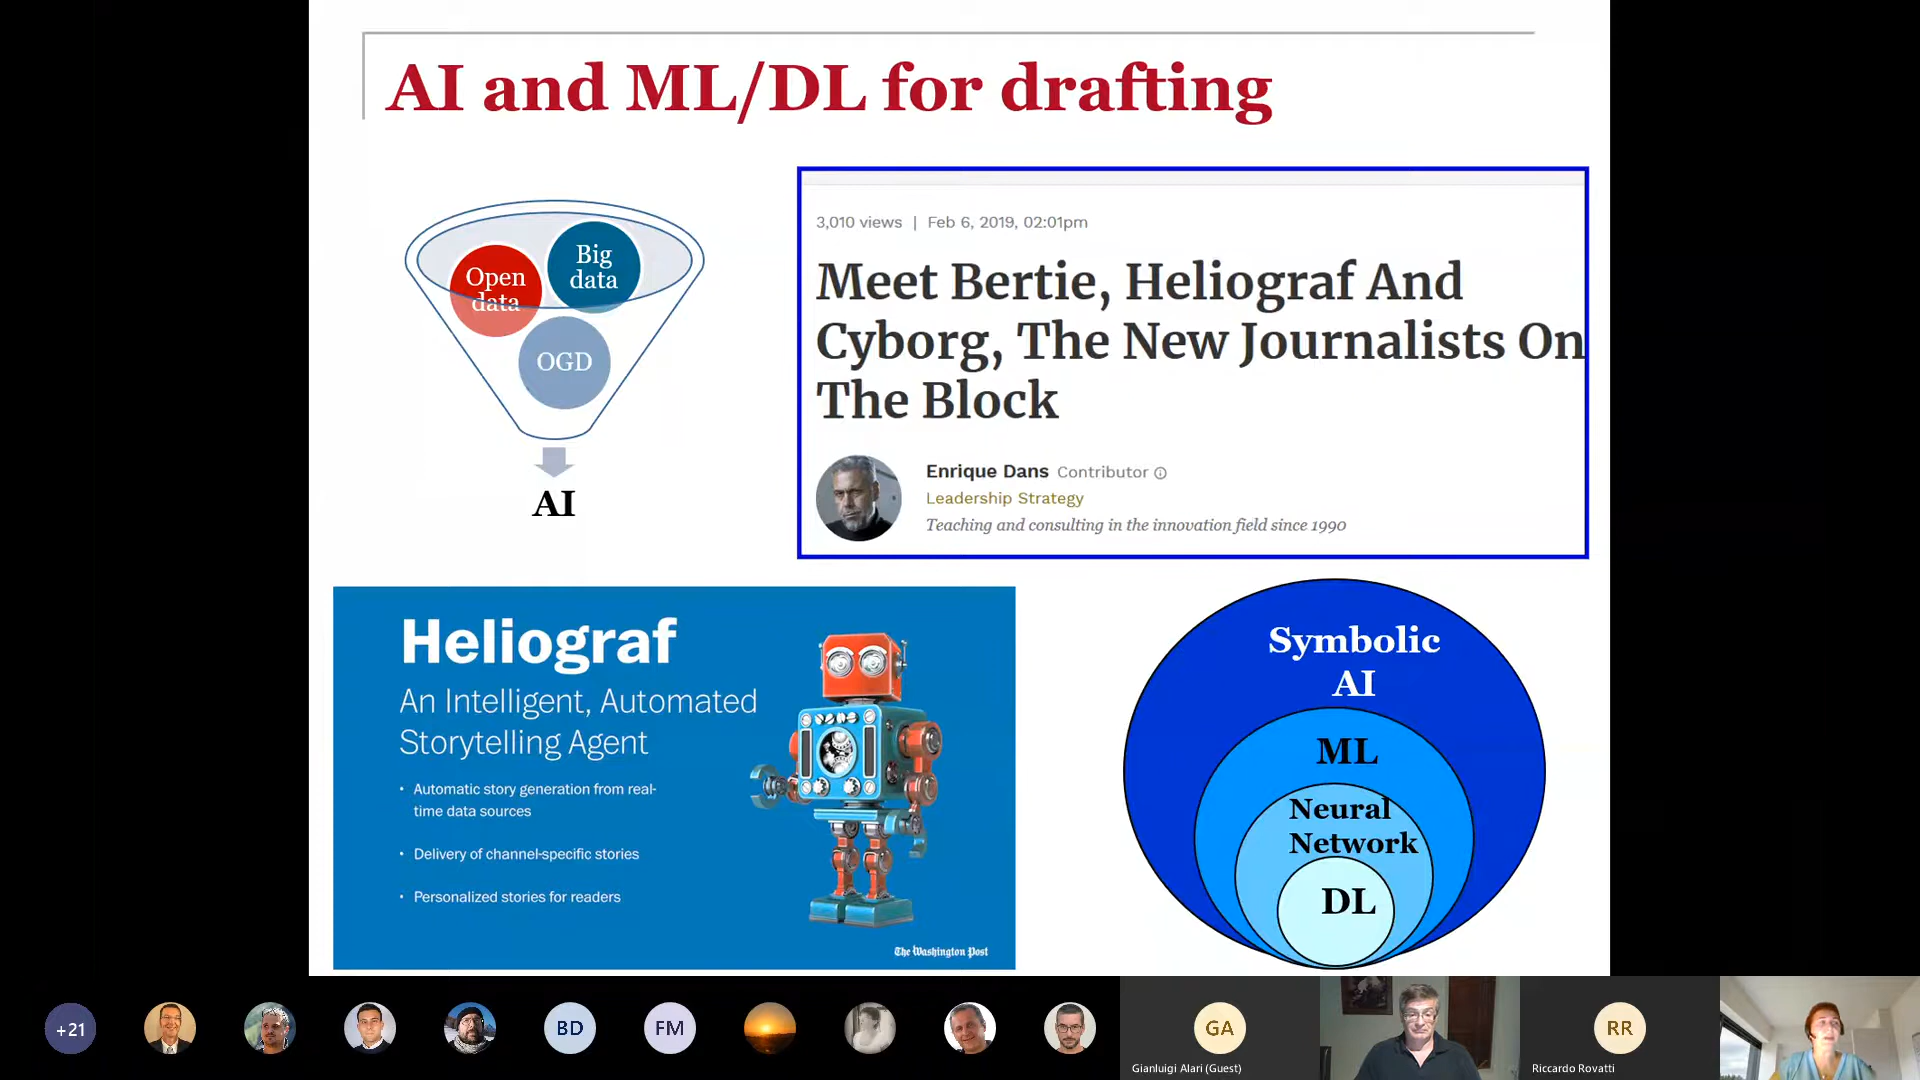 AI and ML/DL for drafting
Open
data
Big
data
OGD
AI
3,010 views | Feb 6, 2019, 02:01pm
Meet Bertie, Heliograf And
Cyborg, The New Journalists On
The Block
Enrique Dans Contributor
Leadership Strategy
Teaching and consulting in the innovation field since 1990
Heliograf
An Intelligent, Automated
Storytelling Agent
• Automatic story generation from real-
time data sources
• Delivery of channel-specific stories
• Personalized stories for readers
The Washington Post
Symbolic
AI
ML
Neural
Network
DL
+21
BD
FM
GA
Gianluigi Alari (Guest)
RR
Riccardo Rovatti